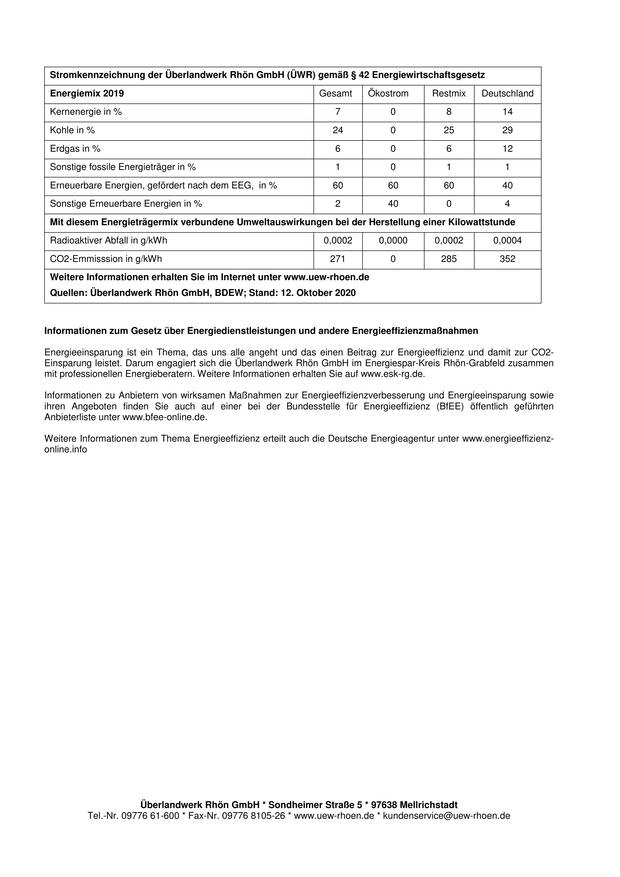 Stromkennzeichnung der Überlandwerk Rhön GmbH (ÜWR) gemäß § 42 Energiewirtschaftsgesetz
Energiemix 2019 Gesamt Ökostrom Restmix Deutschland
Kernenergie in % 7 0 8 14
Kohle in % 24 0 25 29
Erdgas in % 6 0 6 12
Sonstige fossile Energieträger in % 1 0 1 1
Erneuerbare Energien, gefördert nach dem EEG, in % 60 60 60 40
Sonstige Erneuerbare Energien in % 2 40 0 4
Mit diesem Energieträgermix verbundene Umweltauswirkungen bei der Herstellung einer Kilowattstunde
Radioaktiver Abfall in g/kWh 0,0002 0,0000 0,0002 0,0004
CO2-Emmisssion in g/kWh 271 0 285 352
Weitere Informationen erhalten Sie im Internet unter www.uew-rhoen.de
Quellen: Überlandwerk Rhön GmbH, BDEW; Stand: 12. Oktober 2020
Informationen zum Gesetz über Energiedienstleistungen und andere Energieeffizienzmaßnahmen
Energieeinsparung ist ein Thema, das uns alle angeht und das einen Beitrag zur Energieeffizienz und damit zur CO2-
Einsparung leistet. Darum engagiert sich die Überlandwerk Rhön GmbH im Energiespar-Kreis Rhön-Grabfeld zusammen
mit professionellen Energieberatern. Weitere Informationen erhalten Sie auf www.esk-rg.de.
Informationen zu Anbietern von wirksamen Maßnahmen zur Energieeffizienzverbesserung und Energieeinsparung sowie
ihren Angeboten finden Sie auch auf einer bei der Bundesstelle für Energieeffizienz (BfEE) öffentlich geführten
Anbieterliste unter www.bfee-online.de.
Weitere Informationen zum Thema Energieeffizienz erteilt auch die Deutsche Energieagentur unter www.energieeffizienz-
online.info
Überlandwerk Rhön GmbH * Sondheimer Straße 5 * 97638 Mellrichstadt
Tel.-Nr. 09776 61-600 * Fax-Nr. 09776 8105-26 * www.uew-rhoen.de * kundenservice@uew-rhoen.de